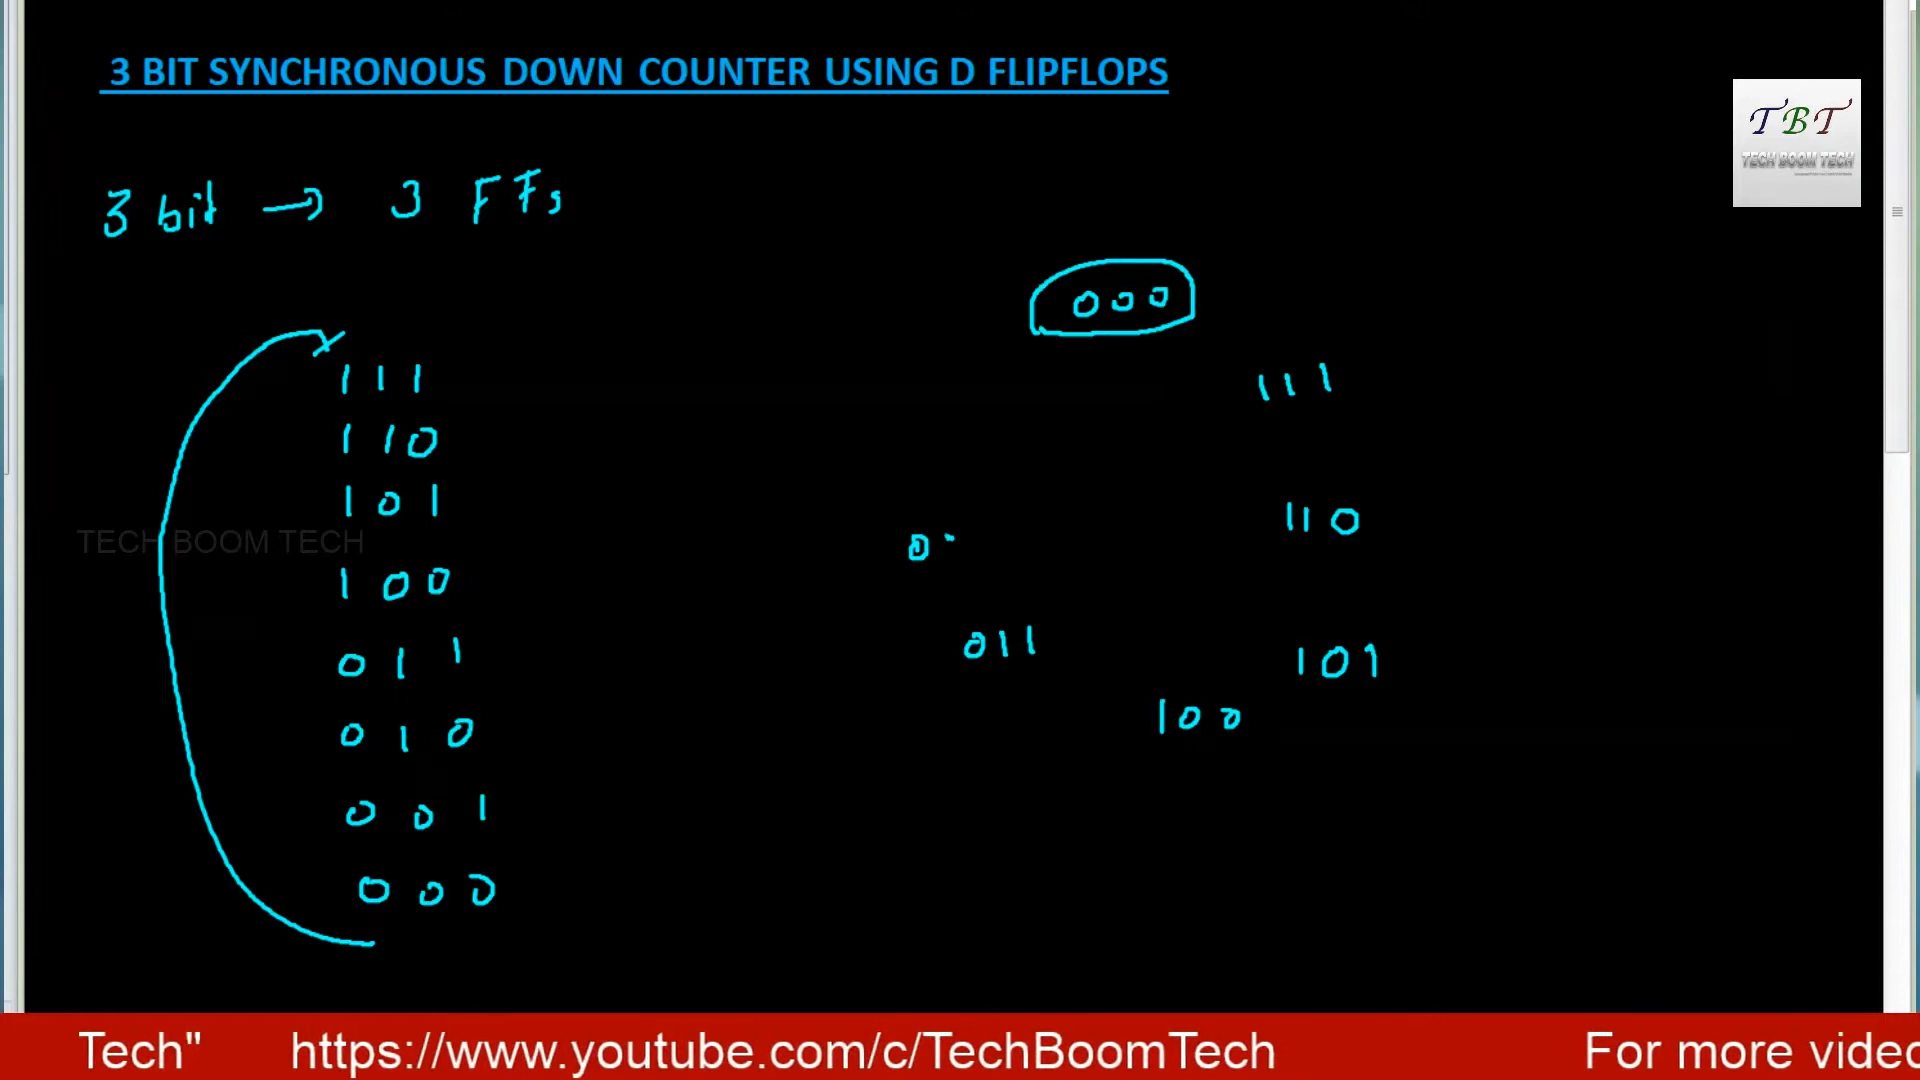 3 BIT SYNCHRONOUS DOWN COUNTER USING D FLIPFLOPS
TBT
TECH BOOM TECH
3 bit → 3 FFs
000
111
110
101
100
011
010
001
000
111
110
101
100
011
0
TECH BOOM TECH
Tech" https://www.youtube.com/c/TechBoomTech For more video